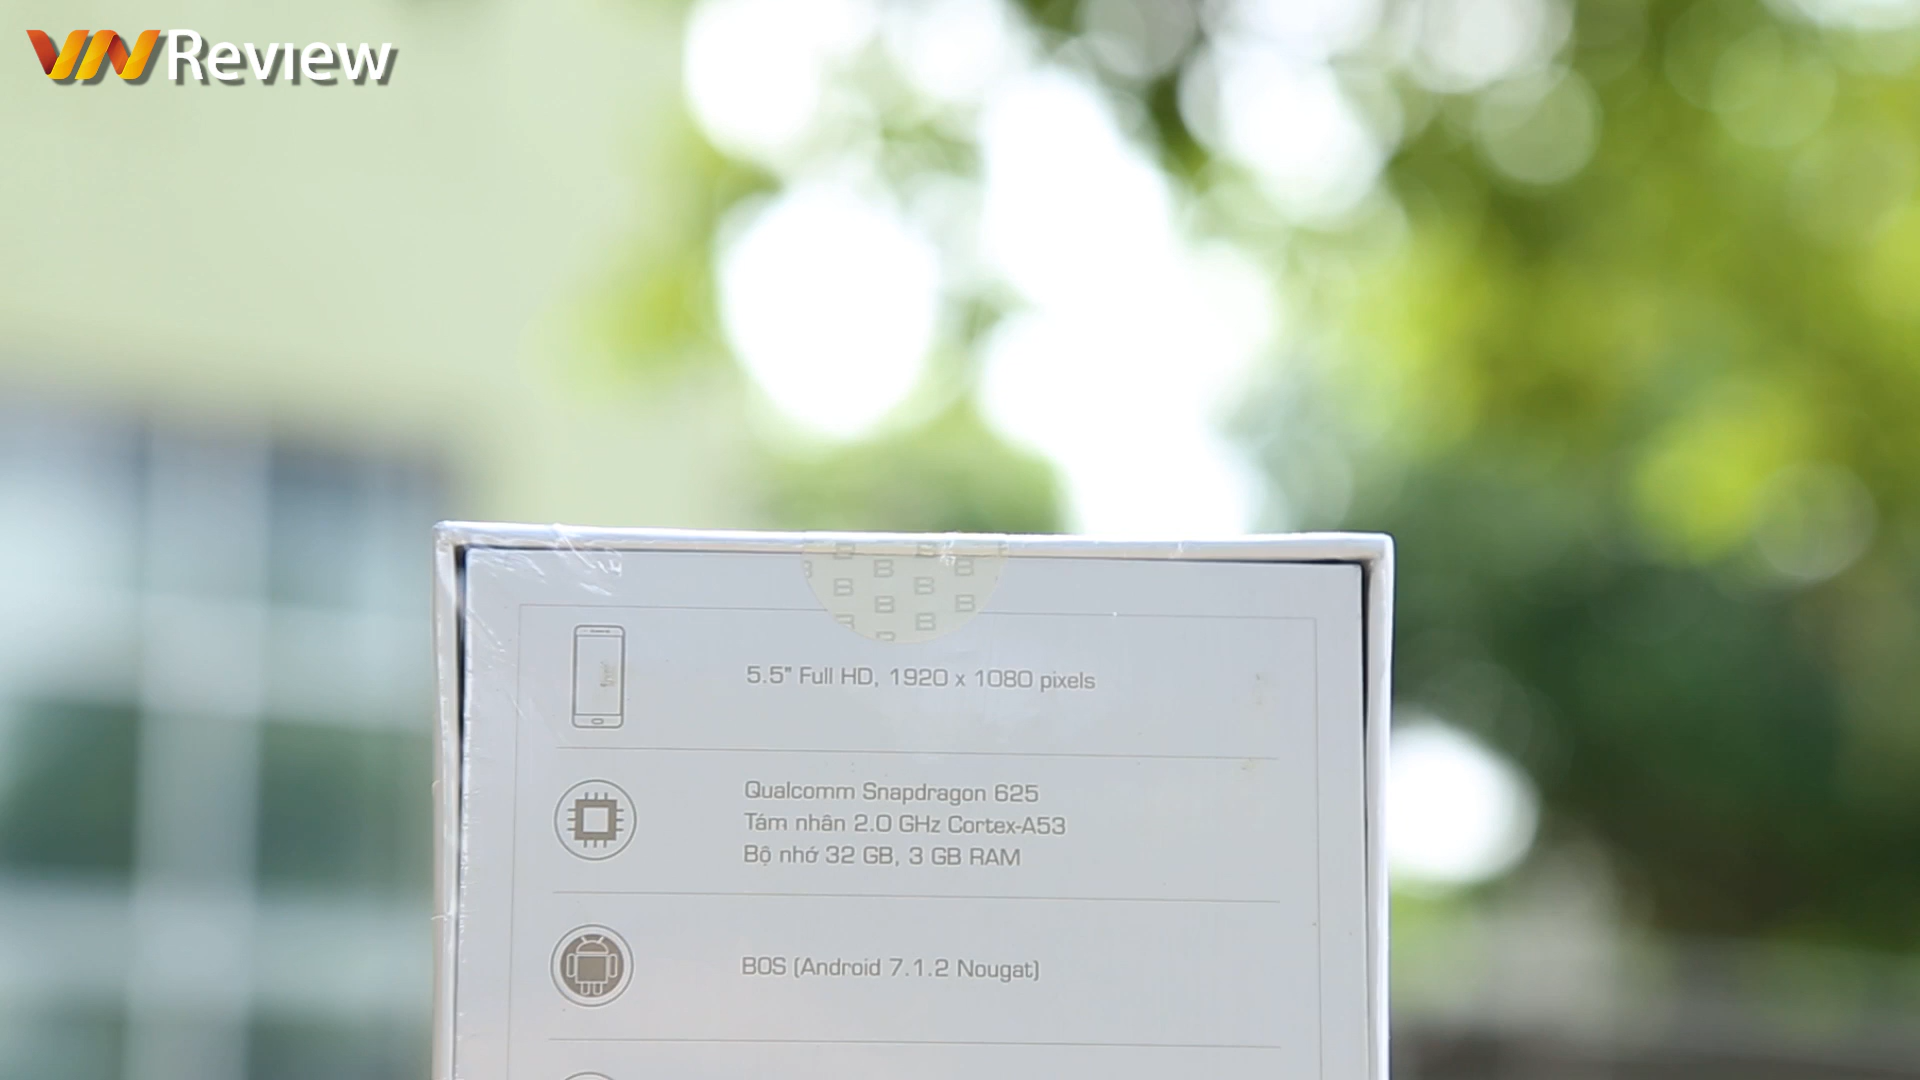 VNReview
5.5" Full HD, 1920 x 1080 pixels
Qualcomm Snapdragon 625
Tám nhân 2.0 GHz Cortex-A53
Bộ nhớ 32 GB, 3 GB RAM
BOS (Android 7.1.2 Nougat)